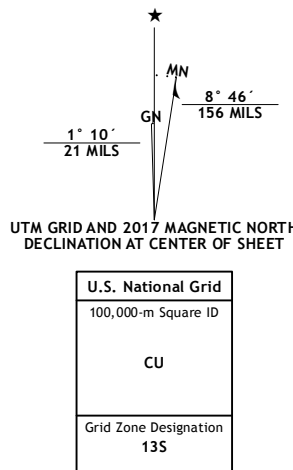 ★
MN
GN
8° 46´
156 MILS
1° 10´
21 MILS
UTM GRID AND 2017 MAGNETIC NORTH
DECLINATION AT CENTER OF SHEET
U.S. National Grid
100,000-m Square ID
CU
Grid Zone Designation
13S